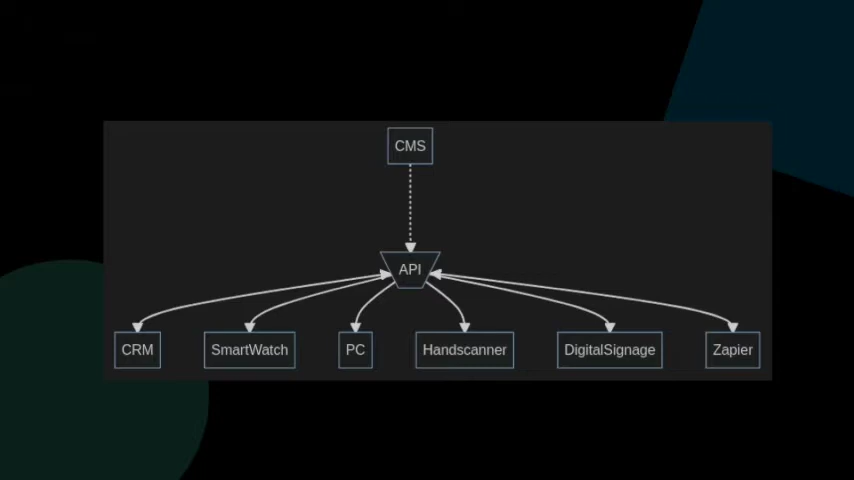 CMS
API
CRM
SmartWatch
PC
Handscanner
DigitalSignage
Zapier